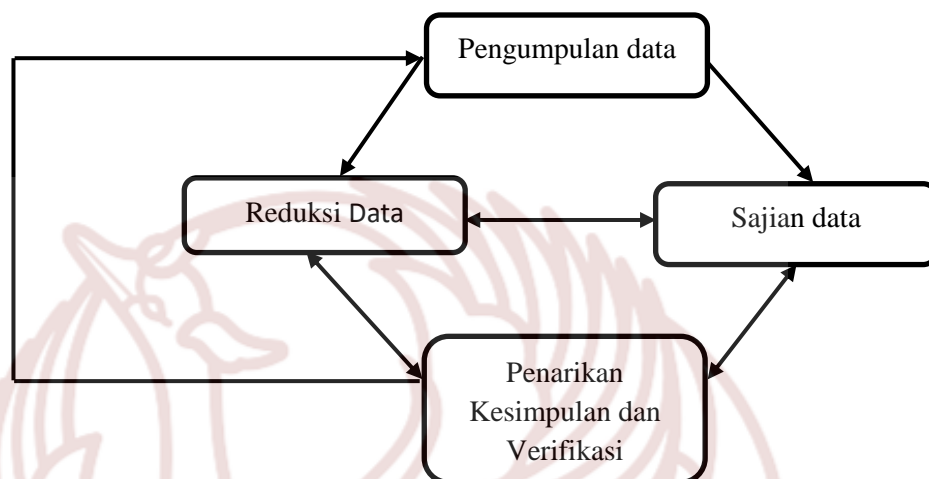 Pengumpulan data
Reduksi Data
Sajian data
Penarikan
Kesimpulan dan
Verifikasi